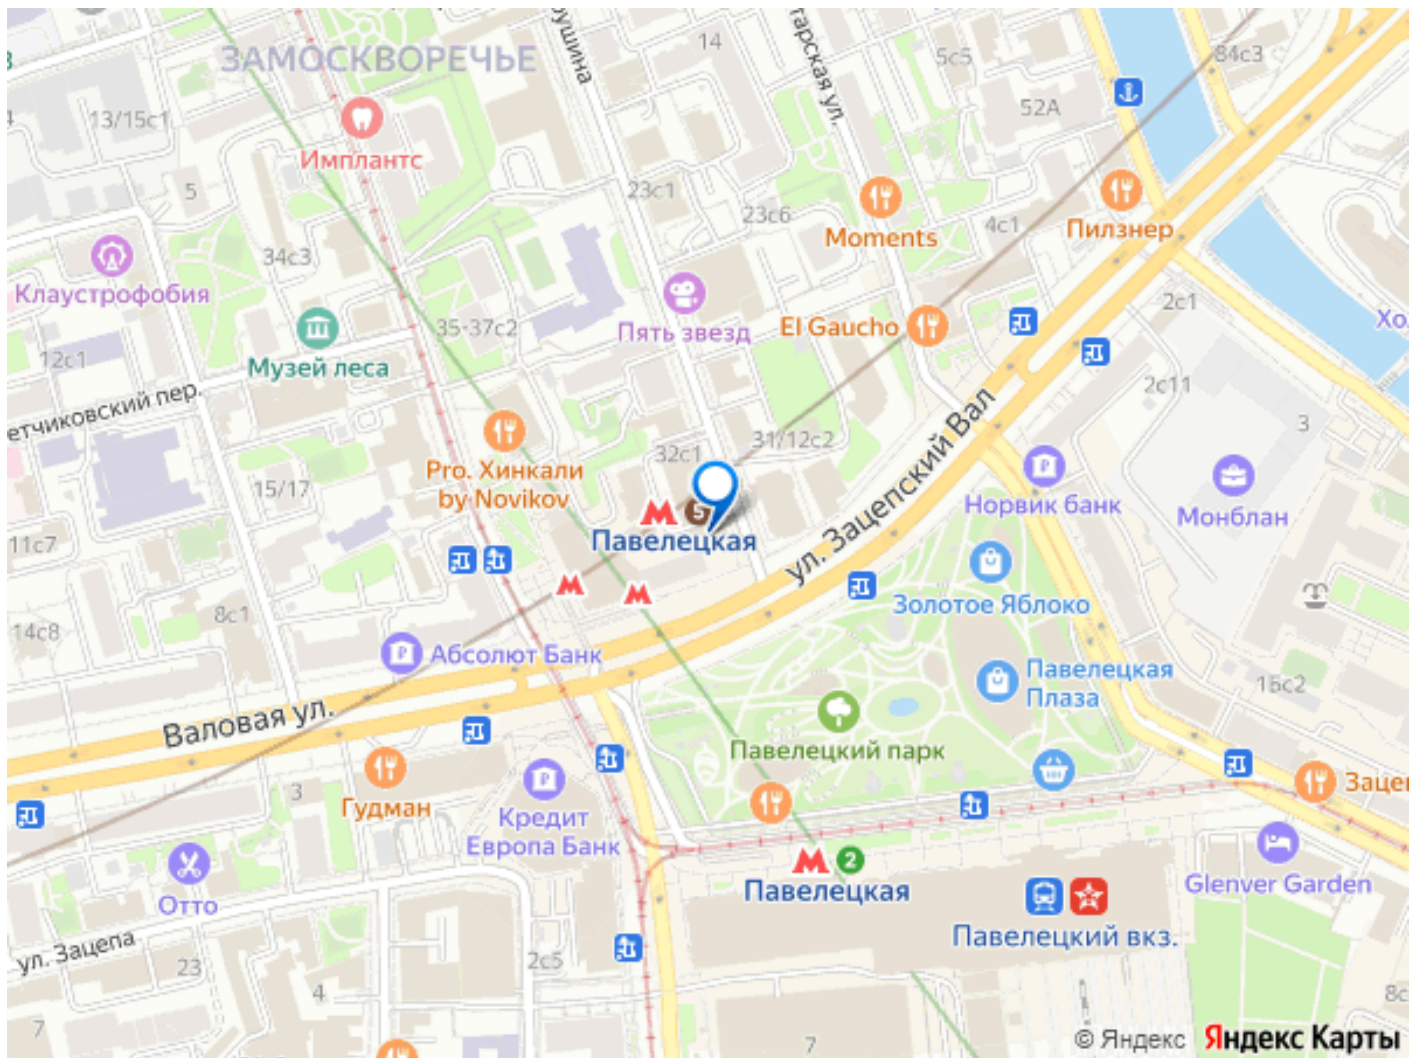 ЗАМОСКВОРЕЧЬЕ
14
5с5
84с3
52А
13/15с1
Имплантс
5
23с1
23с6
Moments
4с1
Пилзнер
34с3
Клаустрофобия
2с1
35-37с2
Пять звезд
El Gaucho
12с1
Музей леса
2с11
3
31/12с2
32с1
Pro. Хинкали
by Novikov
15/17
ул. Зацепский Вал
Норвик банк
Монблан
5
Павелецкая
11с7
Золотое Яблоко
8с1
14с8
Абсолют Банк
Павелецкая
Плаза
15с2
Валовая ул.
Павелецкий парк
3
Гудман
Кредит
Европа Банк
2
Павелецкая
Glenver Garden
Отто
Павелецкий вкз.
ул. Зацепа
23
2с5
4
7
7
© Яндекс Яндекс Карты